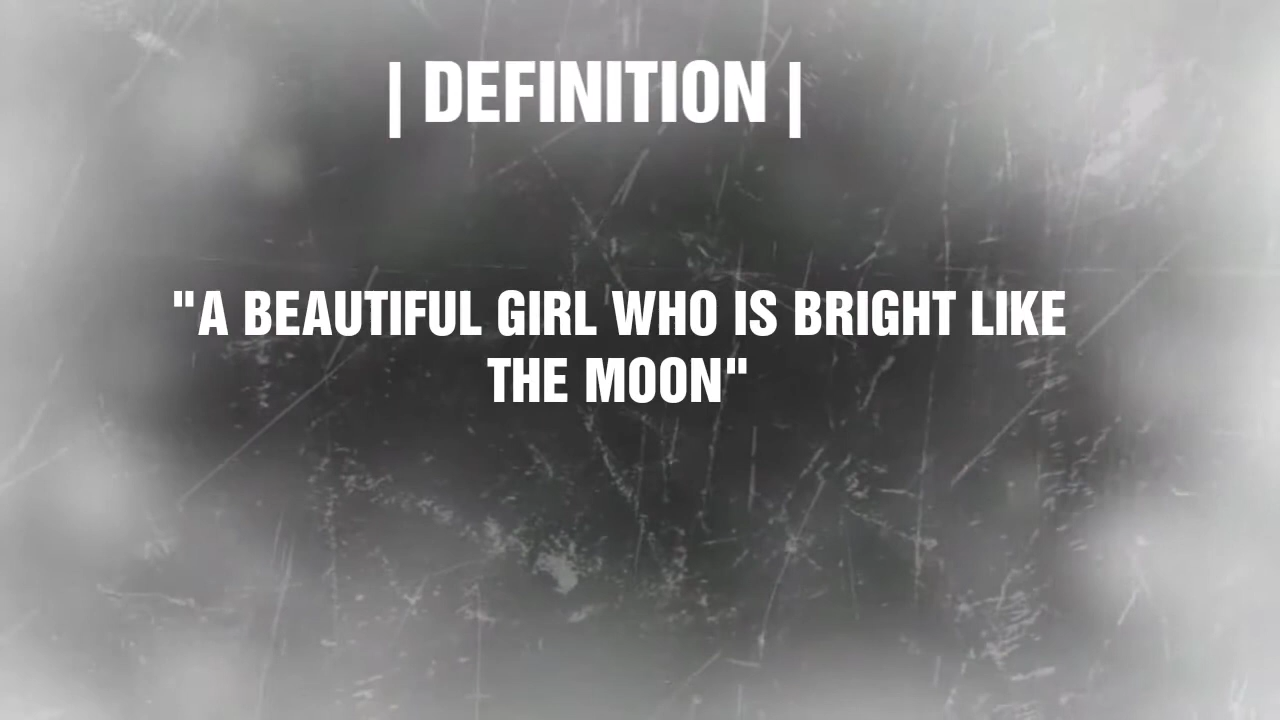 | DEFINITION |
"A BEAUTIFUL GIRL WHO IS BRIGHT LIKE
THE MOON"